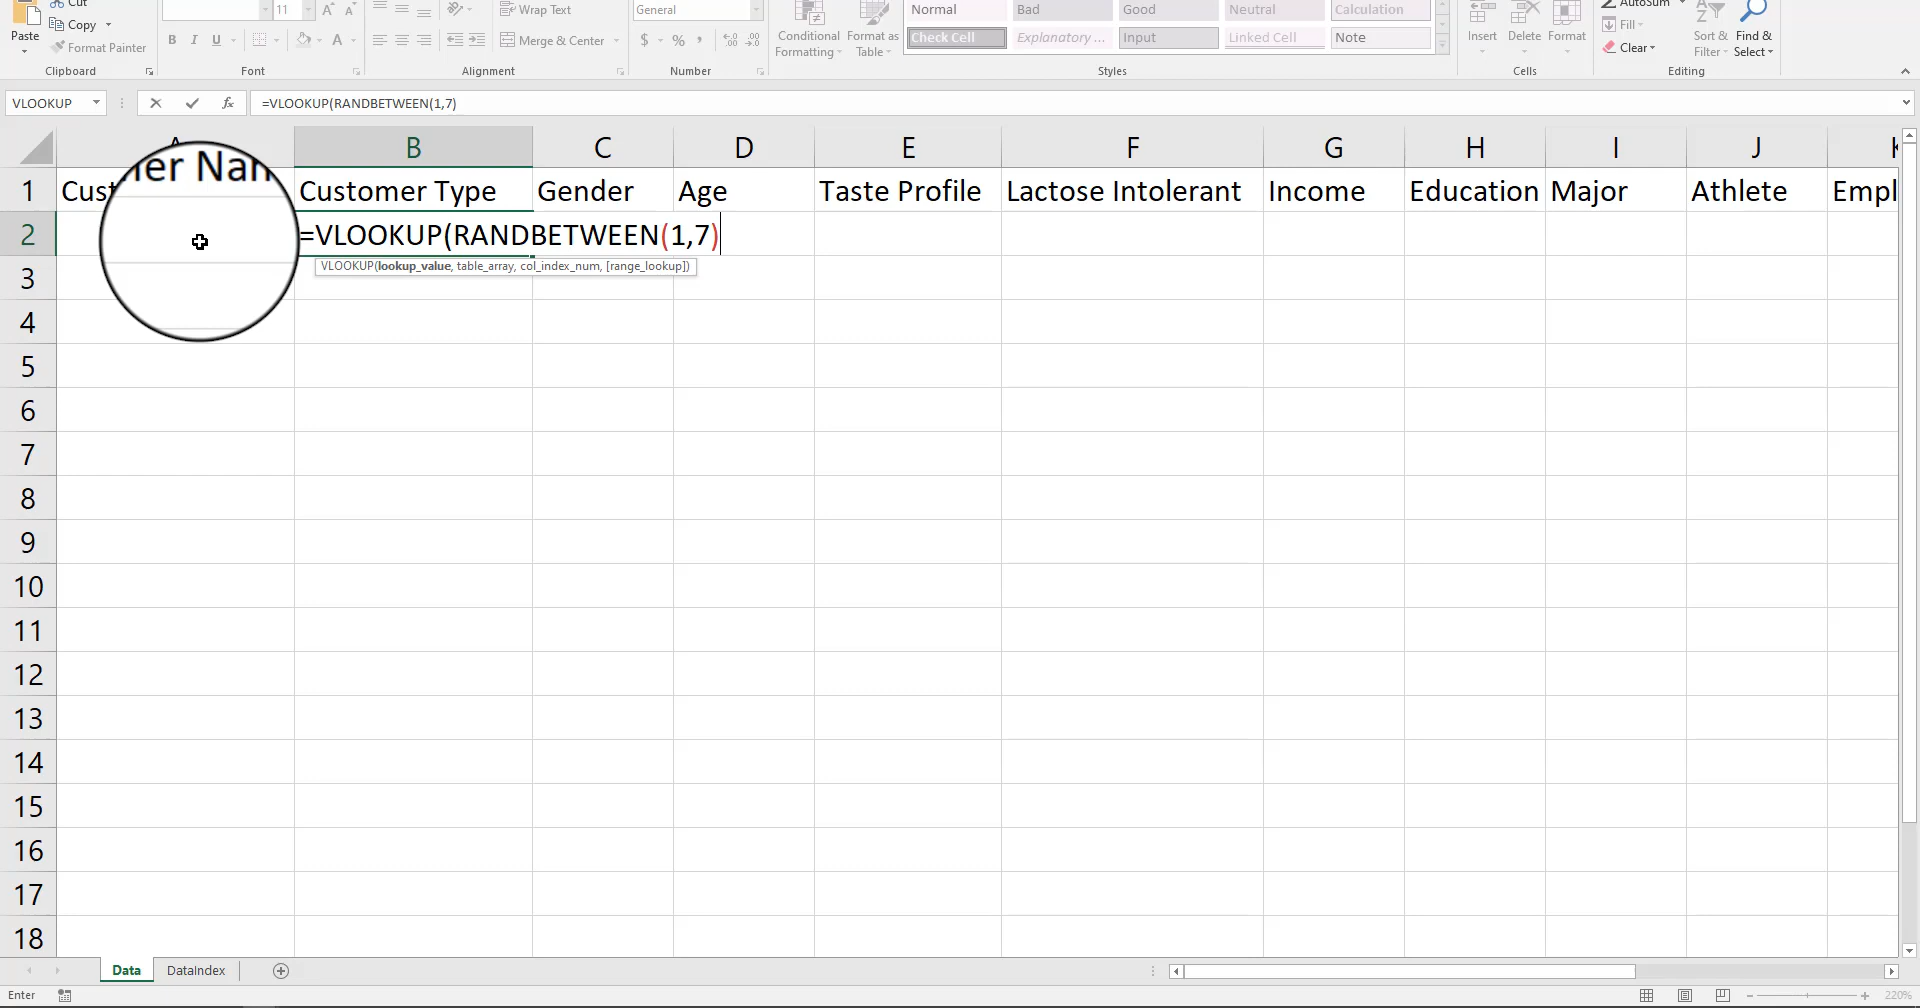 Cut
Copy
Format Painter
Paste
Clipboard
11
A A
B I U A
Font
Wrap Text
Merge & Center
Alignment
General
$ % ,
Number
Conditional Formatting
Format as Table
Normal Bad Good Neutral Calculation
Check Cell Explanatory ... Input Linked Cell Note
Styles
Insert Delete Format
Cells
AutoSum
Fill
Clear
Sort & Filter
Find & Select
Editing
VLOOKUP
fx
=VLOOKUP(RANDBETWEEN(1,7)
B C D E F G H I J
1 Cust er Nam Customer Type Gender Age Taste Profile Lactose Intolerant Income Education Major Athlete Empl
2 =VLOOKUP(RANDBETWEEN(1,7)
VLOOKUP(lookup_value, table_array, col_index_num, [range_lookup])
3
4
5
6
7
8
9
10
11
12
13
14
15
16
17
18
Data DataIndex
Enter
220%